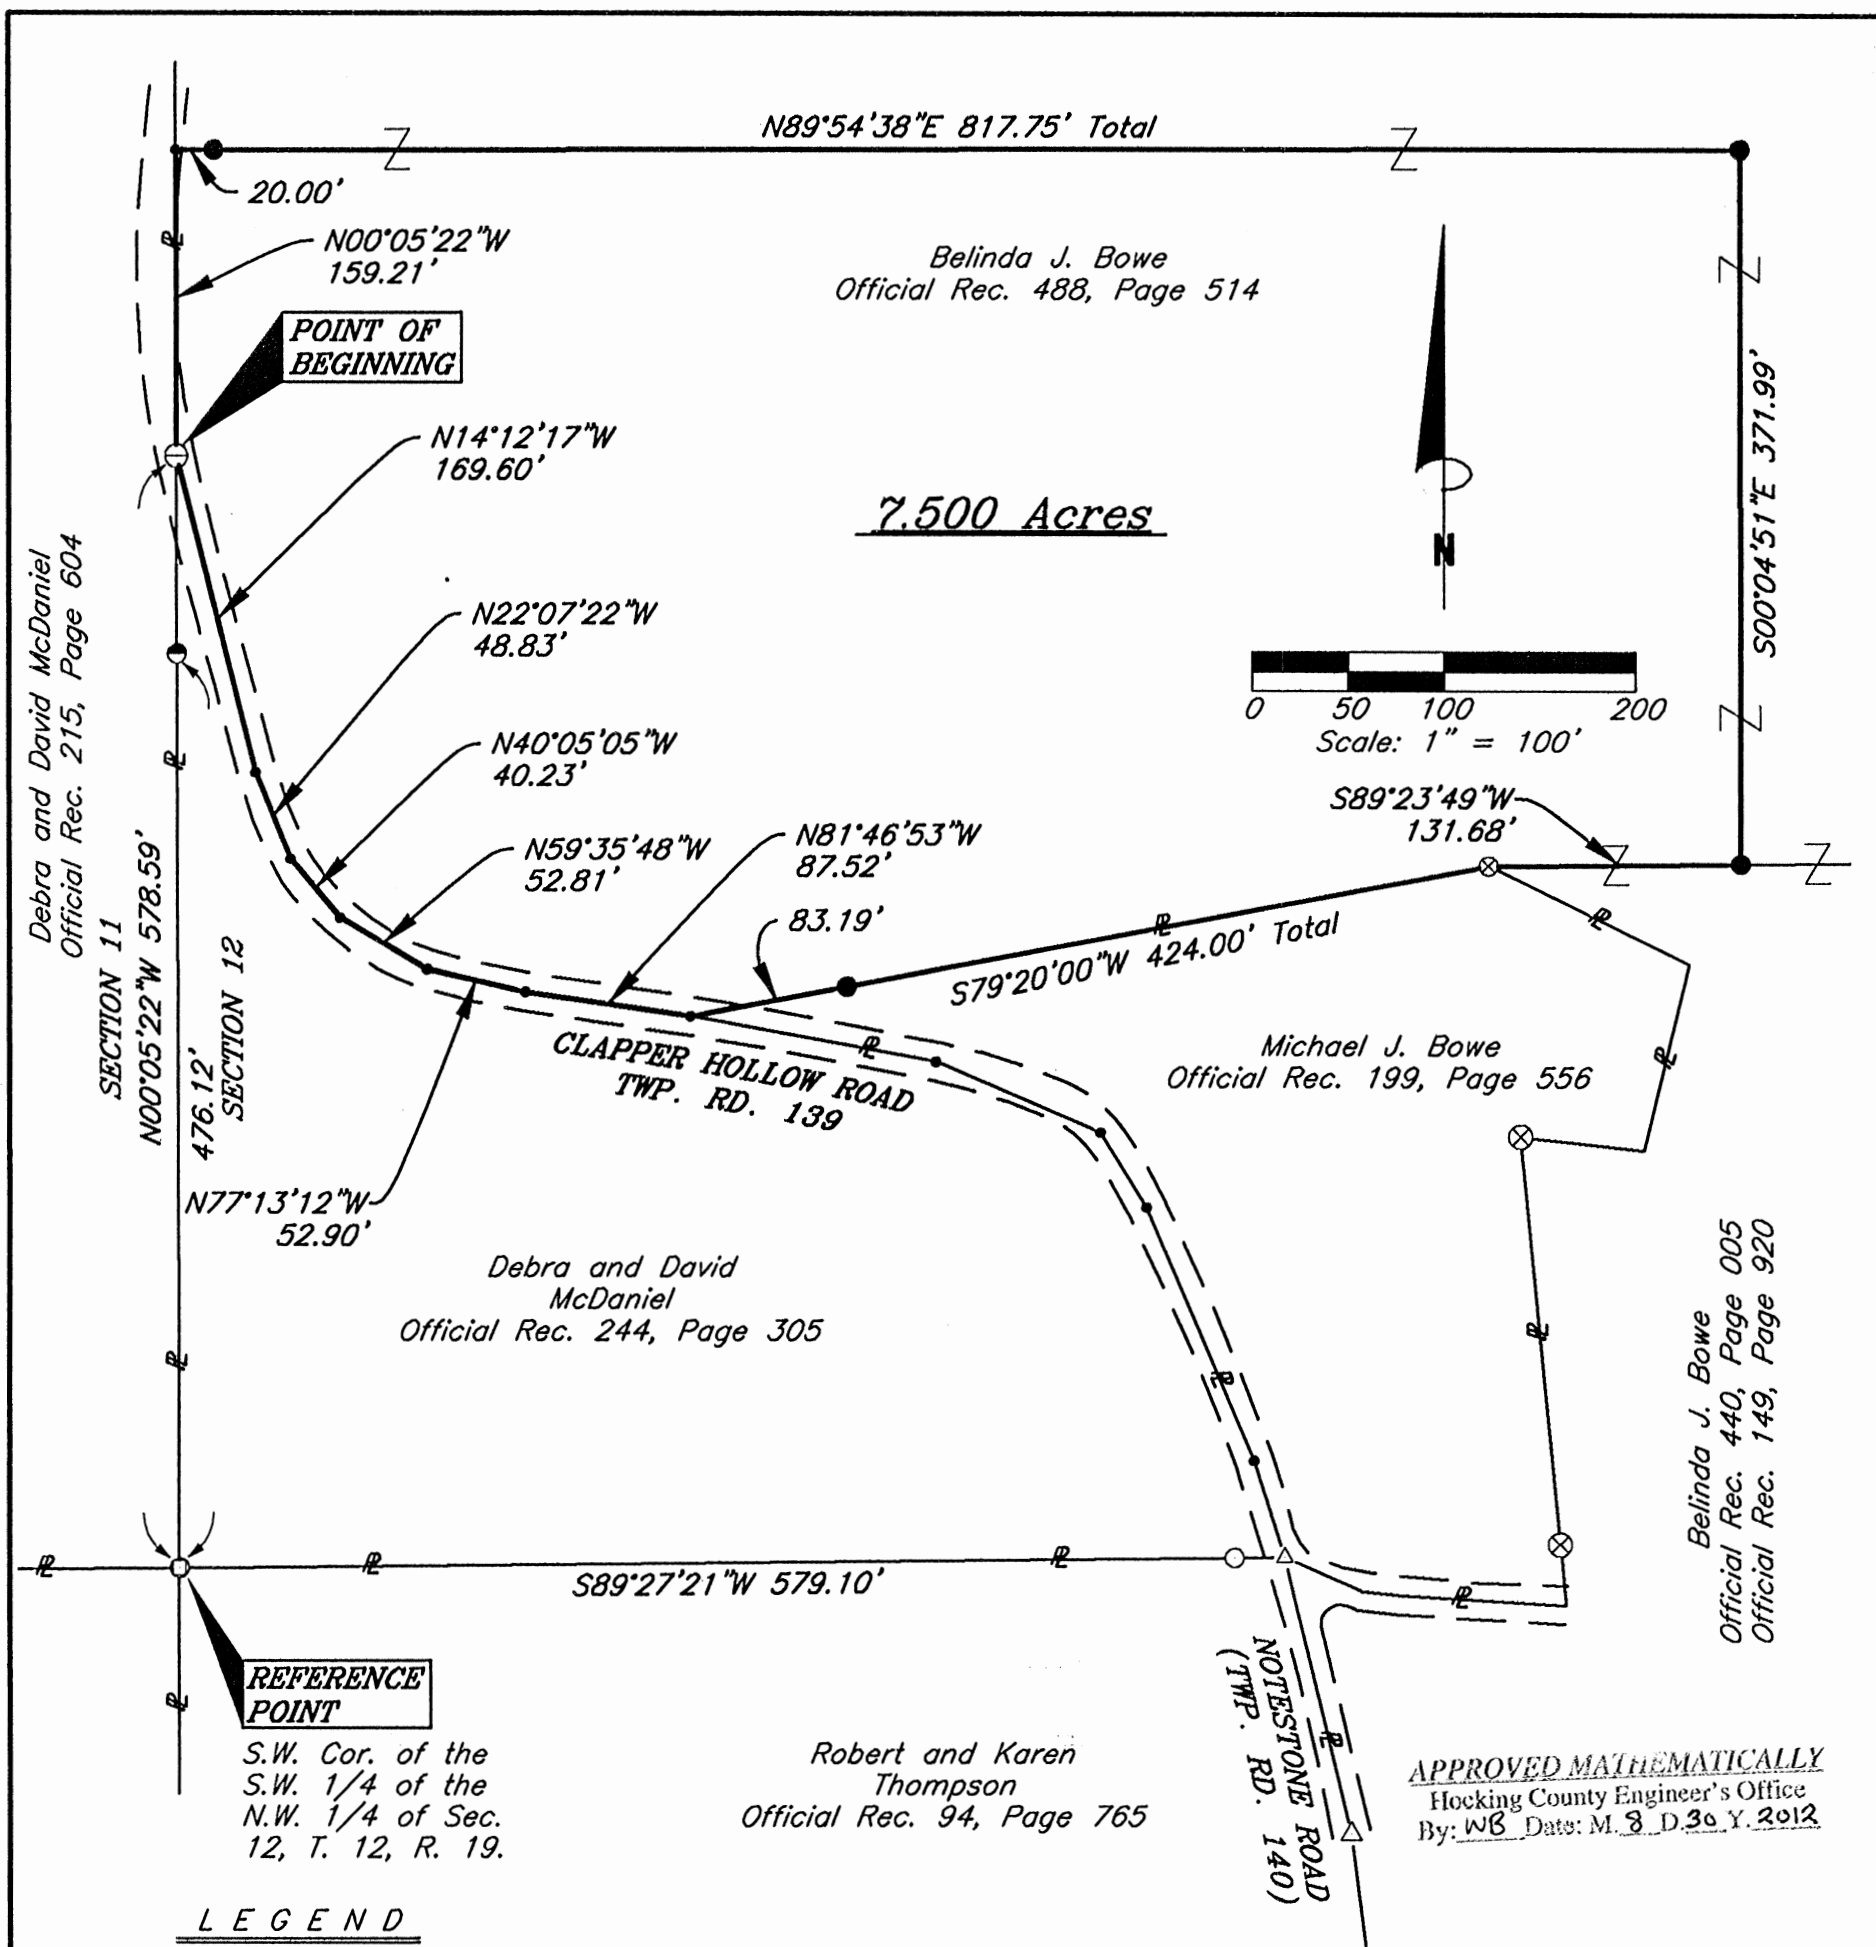 N89°54'38"E 817.75' Total
20.00'
N00°05'22"W
159.21'
Belinda J. Bowe
Official Rec. 488, Page 514
POINT OF
BEGINNING
N14°12'17"W
169.60'
7.500 Acres
N
S00°04'51"E 371.99'
Debra and David McDaniel
Official Rec. 215, Page 604
N22°07'22"W
48.83'
0 50 100 200
Scale: 1" = 100'
N40°05'05"W
40.23'
S89°23'49"W
131.68'
N59°35'48"W
52.81'
N81°46'53"W
87.52'
83.19'
S79°20'00"W 424.00' Total
SECTION 11
N00°05'22"W 578.59'
476.12'
SECTION 12
CLAPPER HOLLOW ROAD
TWP. RD. 139
Michael J. Bowe
Official Rec. 199, Page 556
N77°13'12"W
52.90'
Debra and David
McDaniel
Official Rec. 244, Page 305
Belinda J. Bowe
Official Rec. 440, Page 005
Official Rec. 149, Page 920
S89°27'21"W 579.10'
REFERENCE
POINT
S.W. Cor. of the
S.W. 1/4 of the
N.W. 1/4 of Sec.
12, T. 12, R. 19.
NOTESTONE ROAD
(TWP. RD. 140)
Robert and Karen
Thompson
Official Rec. 94, Page 765
APPROVED MATHEMATICALLY
Hocking County Engineer's Office
By: WB Date: M. 8 D. 30 Y. 2012
LEGEND